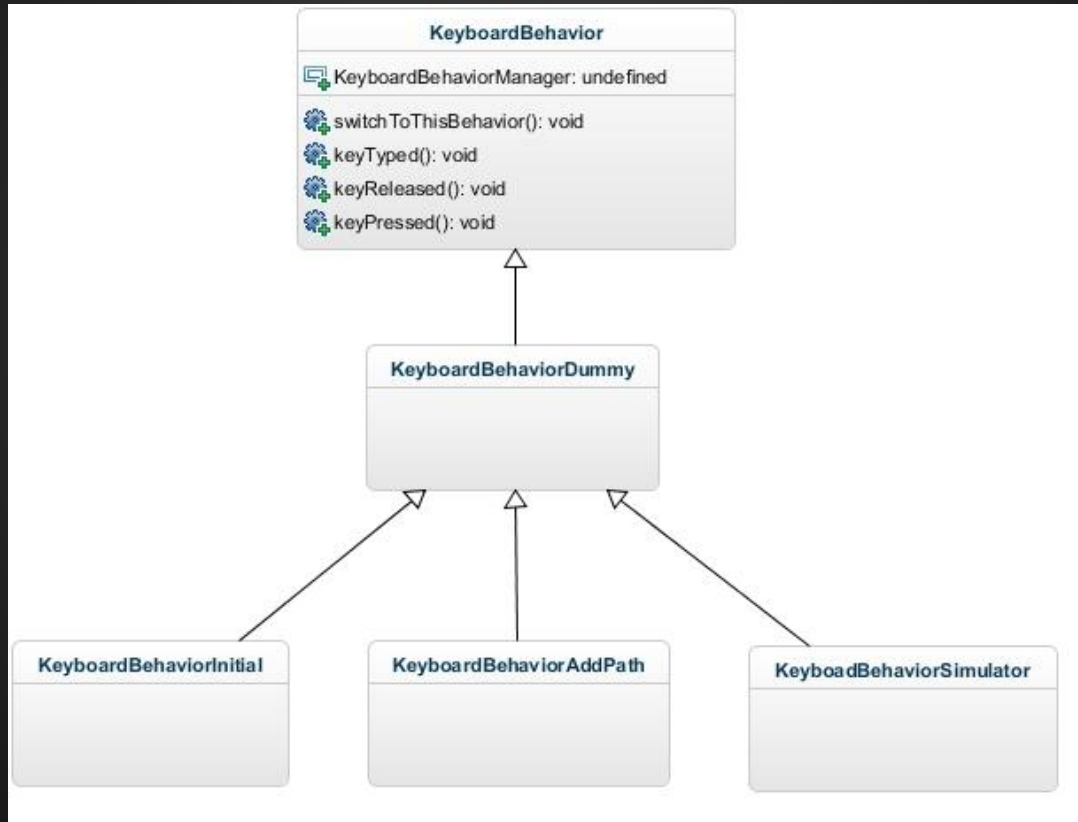 KeyboardBehavior
KeyboardBehaviorManager: undefined
switchToThisBehavior(): void
keyTyped(): void
keyReleased(): void
keyPressed(): void
KeyboardBehaviorDummy
KeyboardBehaviorInitial
KeyboardBehaviorAddPath
KeyboadBehaviorSimulator